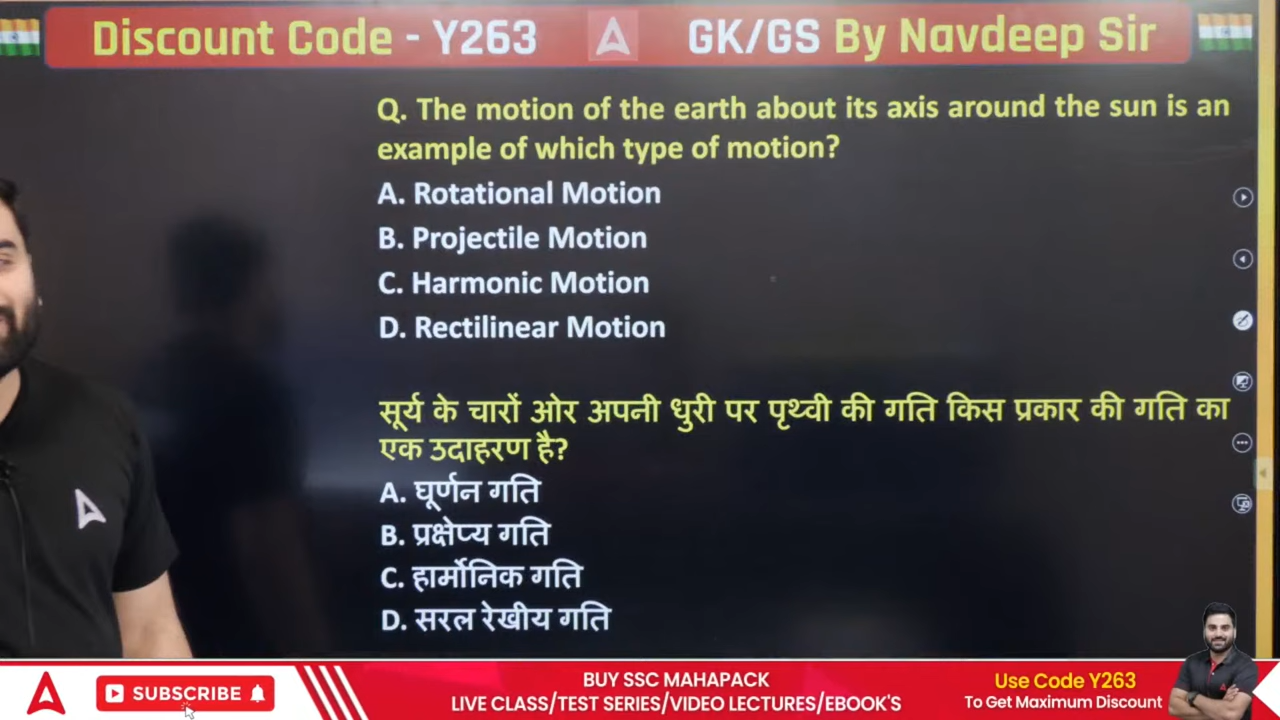 Discount Code - Y263
GK/GS By Navdeep Sir
Q. The motion of the earth about its axis around the sun is an
example of which type of motion?
A. Rotational Motion
B. Projectile Motion
C. Harmonic Motion
D. Rectilinear Motion
सूर्य के चारों ओर अपनी धुरी पर पृथ्वी की गति किस प्रकार की गति का
एक उदाहरण है?
A. घूर्णन गति
B. प्रक्षेप्य गति
C. हार्मोनिक गति
D. सरल रेखीय गति
SUBSCRIBE
BUY SSC MAHAPACK
LIVE CLASS/TEST SERIES/VIDEO LECTURES/EBOOK'S
Use Code Y263
To Get Maximum Discount